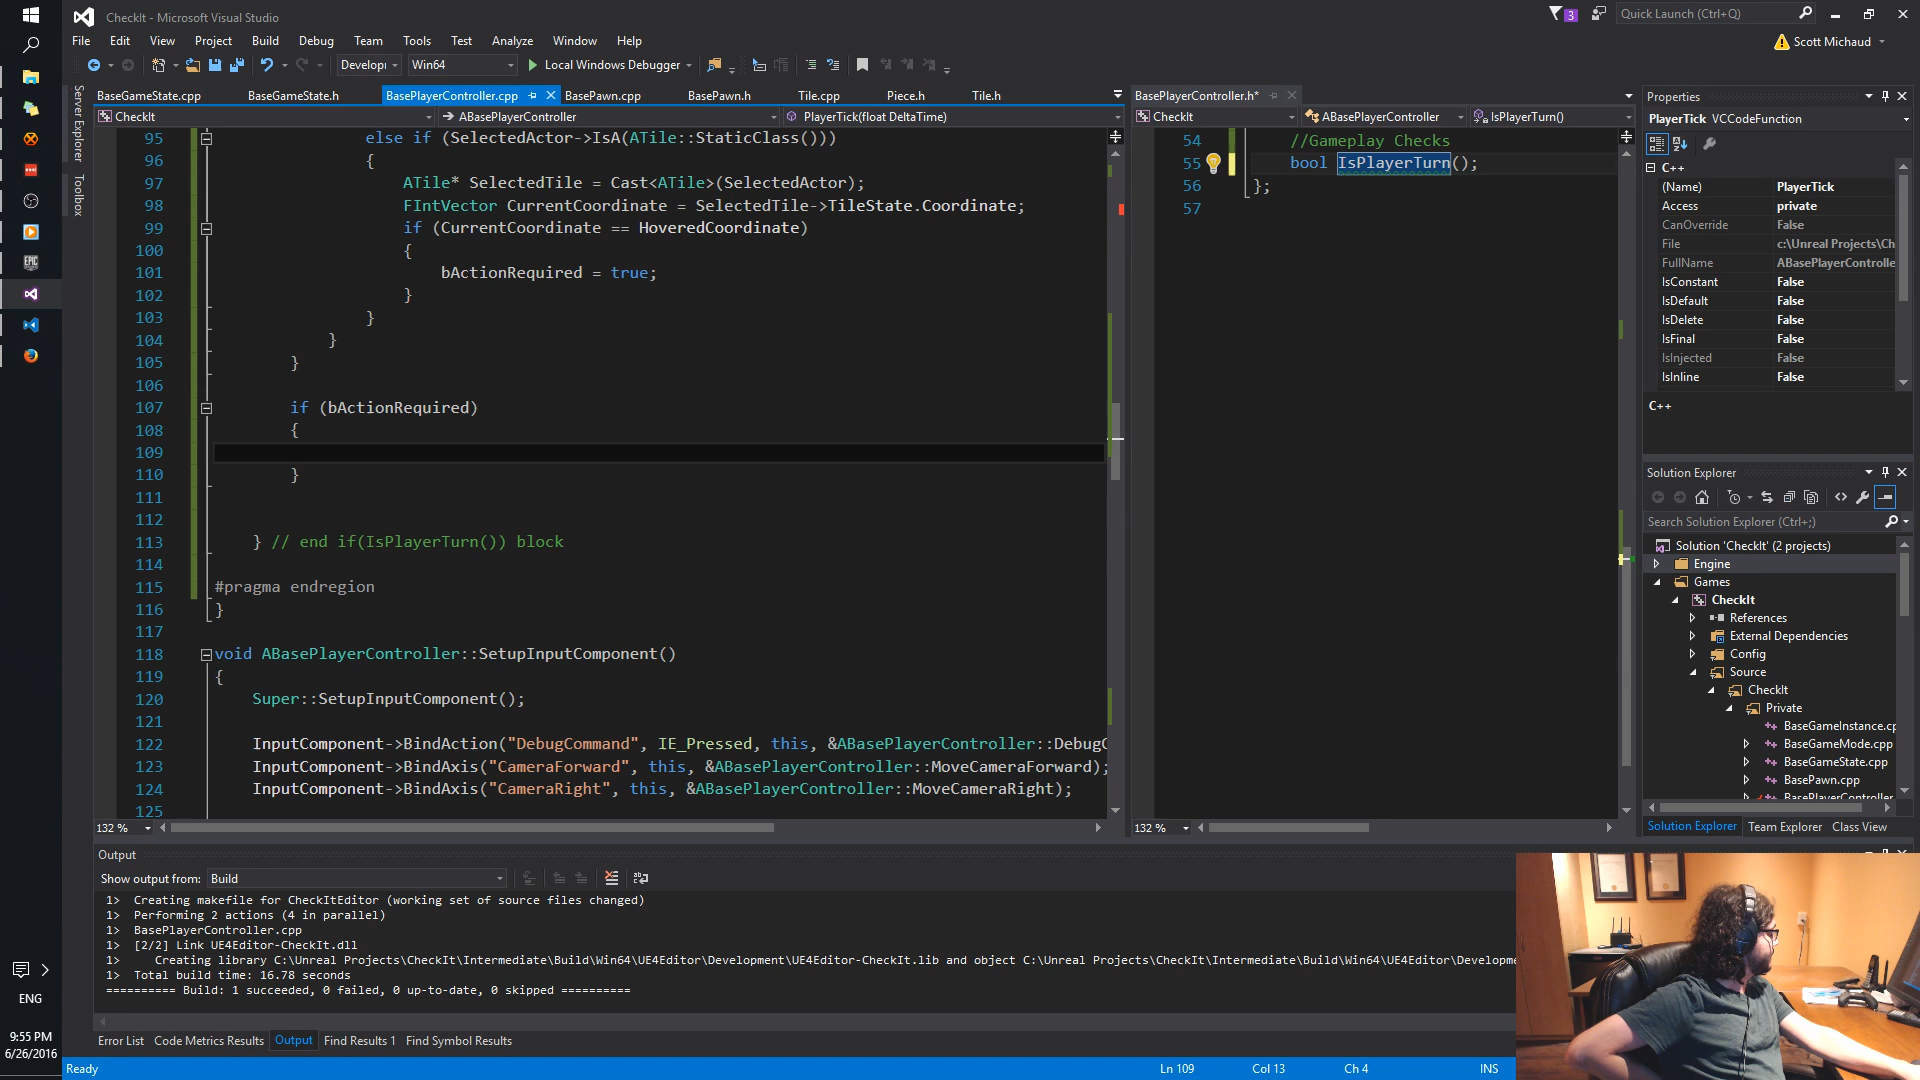 CheckIt - Microsoft Visual Studio
3
Quick Launch (Ctrl+Q)
File Edit View Project Build Debug Team Tools Test Analyze Window Help
Scott Michaud
Develop Win64 Local Windows Debugger
Server Explorer
Toolbox
BaseGameState.cpp BaseGameState.h BasePlayerController.cpp BasePawn.cpp BasePawn.h Tile.cpp Piece.h Tile.h
CheckIt ABasePlayerController PlayerTick(float DeltaTime)
95 else if (SelectedActor->IsA(ATile::StaticClass()))
96 {
97 ATile* SelectedTile = Cast<ATile>(SelectedActor);
98 FIntVector CurrentCoordinate = SelectedTile->TileState.Coordinate;
99 if (CurrentCoordinate == HoveredCoordinate)
100 {
101 bActionRequired = true;
102 }
103 }
104 }
105 }
106
107 if (bActionRequired)
108 {
109
110 }
111
112
113 } // end if(IsPlayerTurn()) block
114
115 #pragma endregion
116 }
117
118 void ABasePlayerController::SetupInputComponent()
119 {
120 Super::SetupInputComponent();
121
122 InputComponent->BindAction("DebugCommand", IE_Pressed, this, &ABasePlayerController::DebugC
123 InputComponent->BindAxis("CameraForward", this, &ABasePlayerController::MoveCameraForward);
124 InputComponent->BindAxis("CameraRight", this, &ABasePlayerController::MoveCameraRight);
125
132 %
BasePlayerController.h*
CheckIt ABasePlayerController IsPlayerTurn()
54 //Gameplay Checks
55 bool IsPlayerTurn();
56 };
57
132 %
Properties
PlayerTick VCCodeFunction
C++
(Name) PlayerTick
Access private
CanOverride False
File c:\Unreal Projects\Ch
FullName ABasePlayerControlle
IsConstant False
IsDefault False
IsDelete False
IsFinal False
IsInjected False
IsInline False
C++
Solution Explorer
Search Solution Explorer (Ctrl+;)
Solution 'CheckIt' (2 projects)
Engine
Games
CheckIt
References
External Dependencies
Config
Source
CheckIt
Private
BaseGameInstance.cp
BaseGameMode.cpp
BaseGameState.cpp
BasePawn.cpp
BasePlayerController
Solution Explorer Team Explorer Class View
Output
Show output from: Build
1> Creating makefile for CheckItEditor (working set of source files changed)
1> Performing 2 actions (4 in parallel)
1> BasePlayerController.cpp
1> [2/2] Link UE4Editor-CheckIt.dll
1> Creating library C:\Unreal Projects\CheckIt\Intermediate\Build\Win64\UE4Editor\Development\UE4Editor-CheckIt.lib and object C:\Unreal Projects\CheckIt\Intermediate\Build\Win64\UE4Editor\Developme
1> Total build time: 16.78 seconds
========== Build: 1 succeeded, 0 failed, 0 up-to-date, 0 skipped ==========
Error List Code Metrics Results Output Find Results 1 Find Symbol Results
Ready Ln 109 Col 13 Ch 4 INS
EPIC
ENG
9:55 PM
6/26/2016